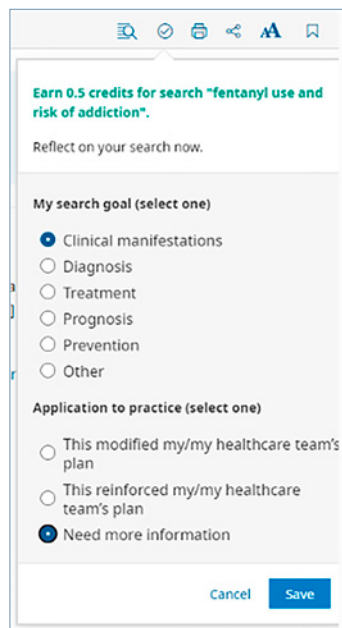 AA
Earn 0.5 credits for search "fentanyl use and
risk of addiction".
Reflect on your search now.
My search goal (select one)
Clinical manifestations
Diagnosis
Treatment
Prognosis
Prevention
Other
Application to practice (select one)
This modified my/my healthcare team's
plan
This reinforced my/my healthcare
team's plan
Need more information
Cancel Save